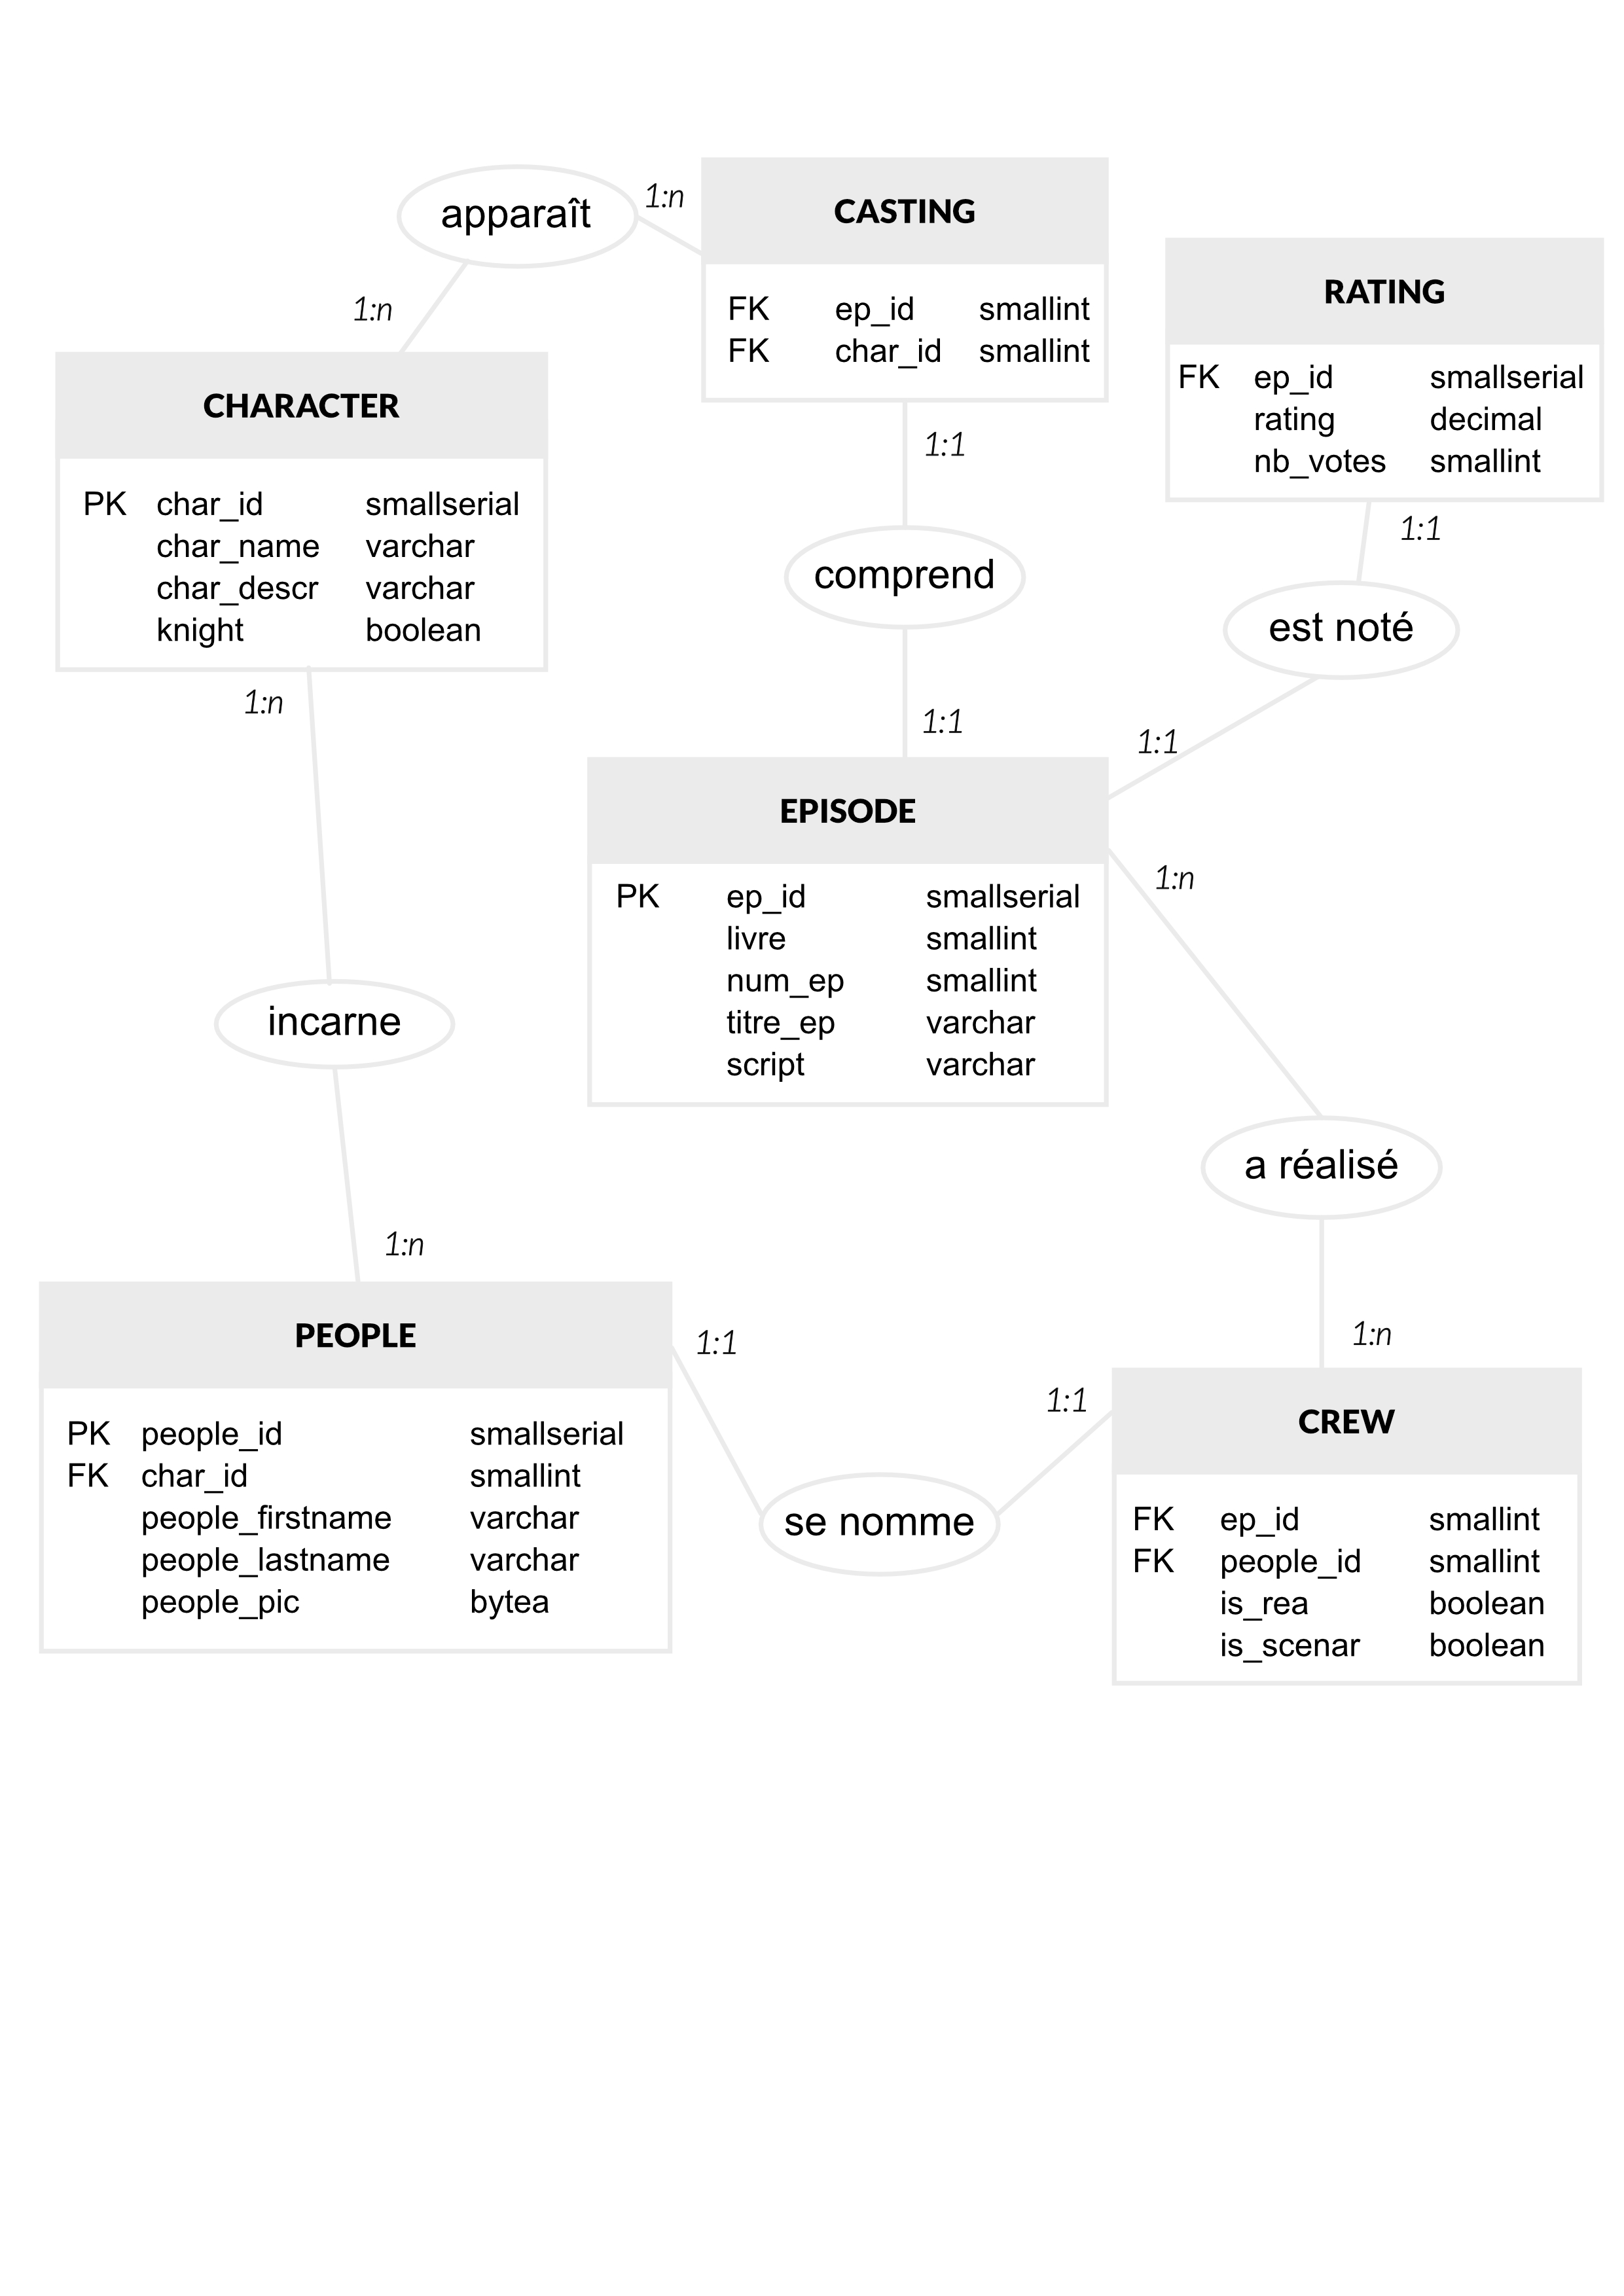 apparaît
1:n
1:n
CASTING
FK ep_id smallint
FK char_id smallint
RATING
FK ep_id smallserial
rating decimal
nb_votes smallint
CHARACTER
PK char_id smallserial
char_name varchar
char_descr varchar
knight boolean
1:1
comprend
1:1
1:1
est noté
1:1
1:n
incarne
1:n
EPISODE
PK ep_id smallserial
livre smallint
num_ep smallint
titre_ep varchar
script varchar
1:n
a réalisé
1:n
PEOPLE
PK people_id smallserial
FK char_id smallint
people_firstname varchar
people_lastname varchar
people_pic bytea
1:1
se nomme
1:1
CREW
FK ep_id smallint
FK people_id smallint
is_rea boolean
is_scenar boolean